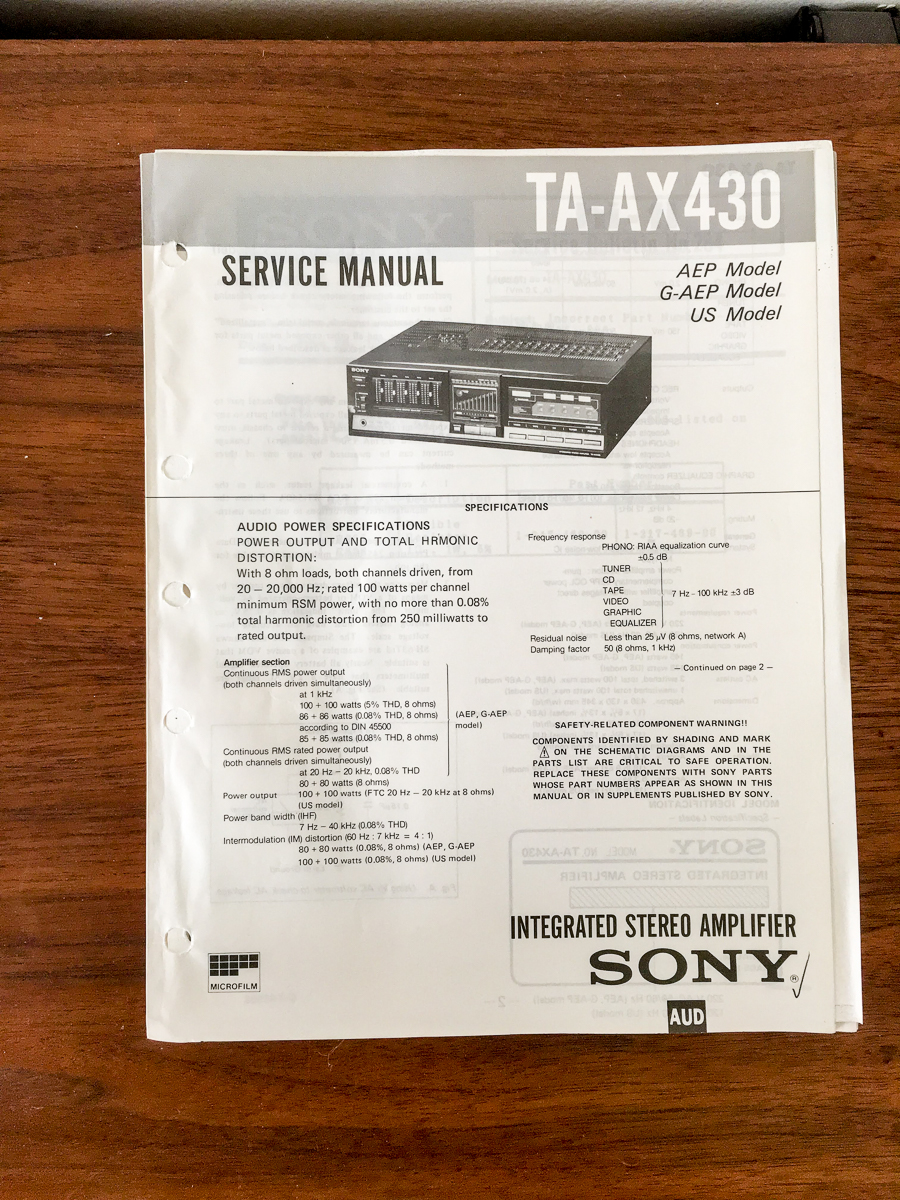 TA-AX430
SERVICE MANUAL
AEP Model
G-AEP Model
US Model
SONY
SPECIFICATIONS
AUDIO POWER SPECIFICATIONS
POWER OUTPUT AND TOTAL HRMONIC
DISTORTION:
With 8 ohm loads, both channels driven, from
20 – 20,000 Hz; rated 100 watts per channel
minimum RSM power, with no more than 0.08%
total harmonic distortion from 250 milliwatts to
rated output.
Amplifier section
Continuous RMS power output
(both channels driven simultaneously)
at 1 kHz
100 + 100 watts (5% THD, 8 ohms)
86 + 86 watts (0.08% THD, 8 ohms)
according to DIN 45500
85 + 85 watts (0.08% THD, 8 ohms)
Continuous RMS rated power output
(both channels driven simultaneously)
at 20 Hz – 20 kHz, 0.08% THD
80 + 80 watts (8 ohms)
(AEP, G-AEP
model)
Power output 100 + 100 watts (FTC 20 Hz – 20 kHz at 8 ohms)
(US model)
Power band width (IHF)
7 Hz – 40 kHz (0.08% THD)
Intermodulation (IM) distortion (60 Hz : 7 kHz = 4 : 1)
80 + 80 watts (0.08%, 8 ohms) (AEP, G-AEP
100 + 100 watts (0.08%, 8 ohms) (US model)
Frequency response
PHONO: RIAA equalization curve
±0.5 dB
TUNER
CD
TAPE
VIDEO
GRAPHIC
EQUALIZER
7 Hz – 100 kHz ±3 dB
Residual noise Less than 25 μV (8 ohms, network A)
Damping factor 50 (8 ohms, 1 kHz)
– Continued on page 2 –
SAFETY-RELATED COMPONENT WARNING!!
COMPONENTS IDENTIFIED BY SHADING AND MARK
⚠ ON THE SCHEMATIC DIAGRAMS AND IN THE
PARTS LIST ARE CRITICAL TO SAFE OPERATION.
REPLACE THESE COMPONENTS WITH SONY PARTS
WHOSE PART NUMBERS APPEAR AS SHOWN IN THIS
MANUAL OR IN SUPPLEMENTS PUBLISHED BY SONY.
INTEGRATED STEREO AMPLIFIER
SONY®
MICROFILM
AUD